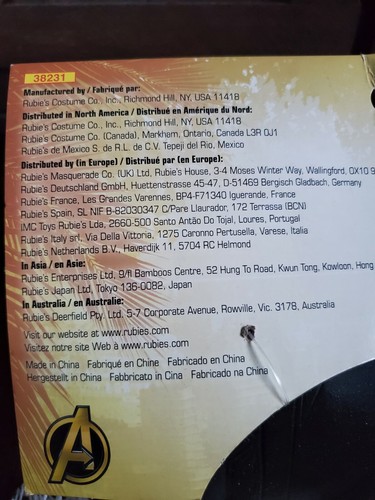 38231
Manufactured by / Fabriqué par:
Rubie's Costume Co., Inc., Richmond Hill, NY, USA 11418
Distributed in North America / Distribué en Amérique du Nord:
Rubie's Costume Co., Inc., Richmond Hill, NY, USA 11418
Rubie's Costume Co. (Canada), Markham, Ontario, Canada L3R 0J1
Rubie's de Mexico S. de R.L. de C.V. Tepeji del Rio, Mexico
Distributed by (in Europe) / Distribué par (en Europe):
Rubie's Masquerade Co. (UK) Ltd, Rubie's House, 3-4 Moses Winter Way, Wallingford, OX10 9
Rubie's Deutschland GmbH, Huettenstrasse 45-47, D-51469 Bergisch Gladbach, Germany
Rubie's France, Les Grandes Varennes, BP4-F71340 Iguerande, France
Rubie's Spain, SL NIF B-82030347 C/Pare Llaurador, 172 Terrassa (BCN)
IMC Toys Rubie's Lda, 2660-500 Santo Antão Do Tojal, Loures, Portugal
Rubie's Italy srl, Via Della Vittoria, 1275 Caronno Pertusella, Varese, Italia
Rubie's Netherlands B.V., Haverdijk 11, 5704 RC Helmond
In Asia / en Asie:
Rubie's Enterprises Ltd, 9/fl Bamboos Centre, 52 Hung To Road, Kwun Tong, Kowloon, Hong
Rubie's Japan Ltd, Tokyo 136-0082, Japan
In Australia / en Australie:
Rubie's Deerfield Pty. Ltd. 5-7 Corporate Avenue, Rowville, Vic. 3178, Australia
Visit our website at www.rubies.com
Visitez notre site Web à www.rubies.com
Made in China Fabriqué en Chine Fabricado en China
Hergestellt in China Fabbricato in Cina Fabricado na China
A